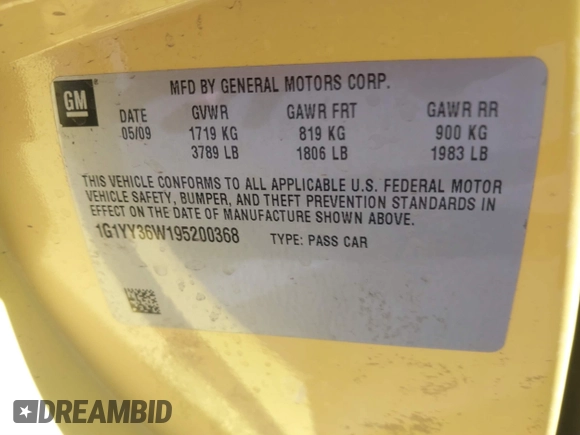 GM
MFD BY GENERAL MOTORS CORP.
DATE GVWR GAWR FRT GAWR RR
05/09 1719 KG 819 KG 900 KG
3789 LB 1806 LB 1983 LB
THIS VEHICLE CONFORMS TO ALL APPLICABLE U.S. FEDERAL MOTOR
VEHICLE SAFETY, BUMPER, AND THEFT PREVENTION STANDARDS IN
EFFECT ON THE DATE OF MANUFACTURE SHOWN ABOVE.
1G1YY36W195200368 TYPE: PASS CAR
DREAMBID